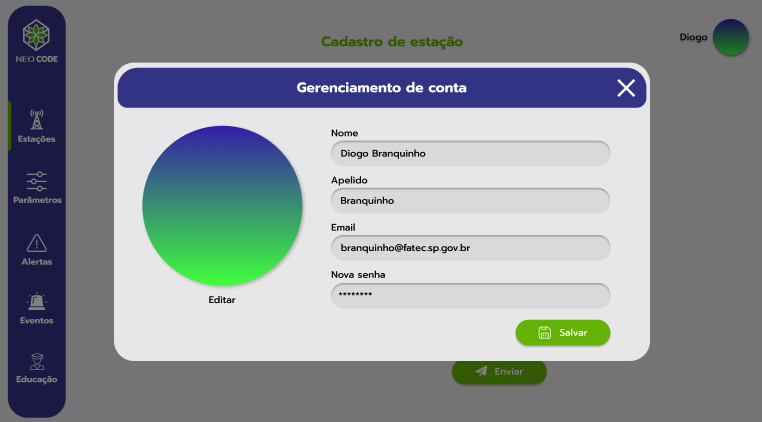 NEO CODE
Estações
Parâmetros
Alertas
Eventos
Educação
Cadastro de estação
Diogo
Gerenciamento de conta
Editar
Nome
Diogo Branquinho
Apelido
Branquinho
Email
branquinho@fatec.sp.gov.br
Nova senha
********
Salvar
Enviar